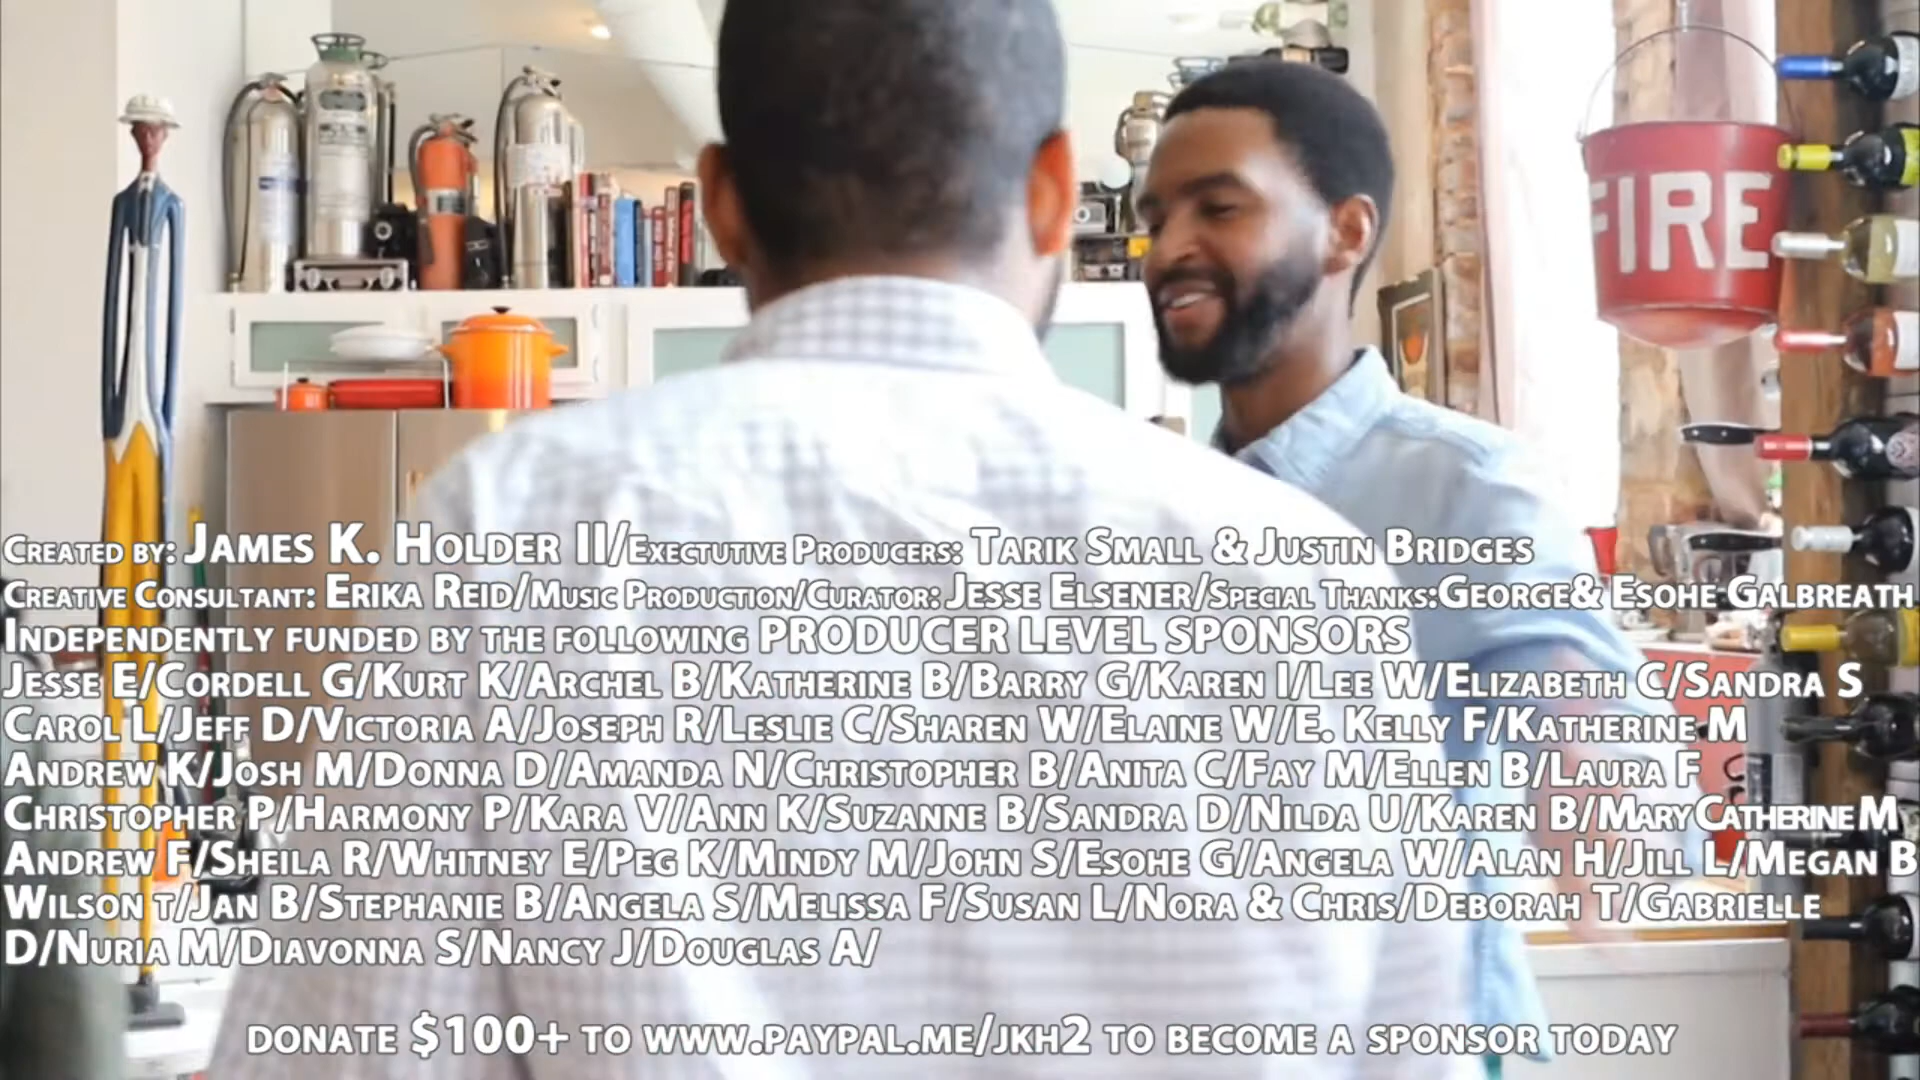 FIRE
CREATED BY: JAMES K. HOLDER II/EXECTUTIVE PRODUCERS: TARIK SMALL & JUSTIN BRIDGES
CREATIVE CONSULTANT: ERIKA REID/MUSIC PRODUCTION/CURATOR: JESSE ELSENER/SPECIAL THANKS:GEORGE& ESOHE GALBREATH
INDEPENDENTLY FUNDED BY THE FOLLOWING PRODUCER LEVEL SPONSORS
JESSE E/CORDELL G/KURT K/ARCHEL B/KATHERINE B/BARRY G/KAREN I/LEE W/ELIZABETH C/SANDRA S
CAROL L/JEFF D/VICTORIA A/JOSEPH R/LESLIE C/SHAREN W/ELAINE W/E. KELLY F/KATHERINE M
ANDREW K/JOSH M/DONNA D/AMANDA N/CHRISTOPHER B/ANITA C/FAY M/ELLEN B/LAURA F
CHRISTOPHER P/HARMONY P/KARA V/ANN K/SUZANNE B/SANDRA D/NILDA U/KAREN B/MARY CATHERINE M
ANDREW F/SHEILA R/WHITNEY E/PEG K/MINDY M/JOHN S/ESOHE G/ANGELA W/ALAN H/JILL L/MEGAN B
WILSON T/JAN B/STEPHANIE B/ANGELA S/MELISSA F/SUSAN L/NORA & CHRIS/DEBORAH T/GABRIELLE
D/NURIA M/DIAVONNA S/NANCY J/DOUGLAS A/
DONATE $100+ TO WWW.PAYPAL.ME/JKH2 TO BECOME A SPONSOR TODAY